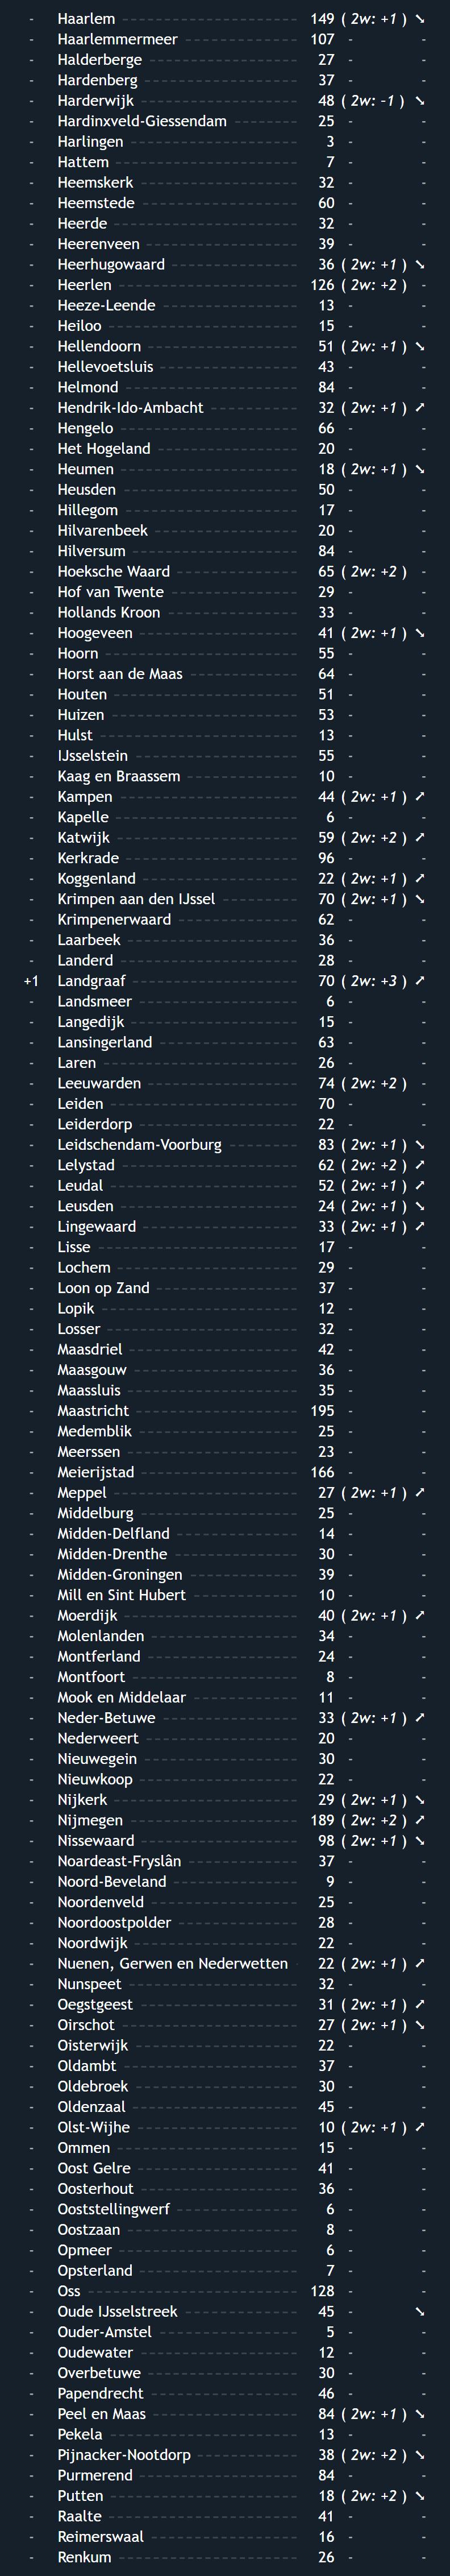 - Haarlem 149 ( 2w: +1 ) ➘
- Haarlemmermeer 107 - -
- Halderberge 27 - -
- Hardenberg 37 - -
- Harderwijk 48 ( 2w: -1 ) ➘
- Hardinxveld-Giessendam 25 - -
- Harlingen 3 - -
- Hattem 7 - -
- Heemskerk 32 - -
- Heemstede 60 - -
- Heerde 32 - -
- Heerenveen 39 - -
- Heerhugowaard 36 ( 2w: +1 ) ➘
- Heerlen 126 ( 2w: +2 ) -
- Heeze-Leende 13 - -
- Heiloo 15 - -
- Hellendoorn 51 ( 2w: +1 ) ➘
- Hellevoetsluis 43 - -
- Helmond 84 - -
- Hendrik-Ido-Ambacht 32 ( 2w: +1 ) ➚
- Hengelo 66 - -
- Het Hogeland 20 - -
- Heumen 18 ( 2w: +1 ) ➘
- Heusden 50 - -
- Hillegom 17 - -
- Hilvarenbeek 20 - -
- Hilversum 84 - -
- Hoeksche Waard 65 ( 2w: +2 ) -
- Hof van Twente 29 - -
- Hollands Kroon 33 - -
- Hoogeveen 41 ( 2w: +1 ) ➘
- Hoorn 55 - -
- Horst aan de Maas 64 - -
- Houten 51 - -
- Huizen 53 - -
- Hulst 13 - -
- IJsselstein 55 - -
- Kaag en Braassem 10 - -
- Kampen 44 ( 2w: +1 ) ➚
- Kapelle 6 - -
- Katwijk 59 ( 2w: +2 ) ➚
- Kerkrade 96 - -
- Koggenland 22 ( 2w: +1 ) ➚
- Krimpen aan den IJssel 70 ( 2w: +1 ) ➘
- Krimpenerwaard 62 - -
- Laarbeek 36 - -
- Landerd 28 - -
+1 Landgraaf 70 ( 2w: +3 ) ➚
- Landsmeer 6 - -
- Langedijk 15 - -
- Lansingerland 63 - -
- Laren 26 - -
- Leeuwarden 74 ( 2w: +2 ) -
- Leiden 70 - -
- Leiderdorp 22 - -
- Leidschendam-Voorburg 83 ( 2w: +1 ) ➘
- Lelystad 62 ( 2w: +2 ) ➚
- Leudal 52 ( 2w: +1 ) ➚
- Leusden 24 ( 2w: +1 ) ➘
- Lingewaard 33 ( 2w: +1 ) ➚
- Lisse 17 - -
- Lochem 29 - -
- Loon op Zand 37 - -
- Lopik 12 - -
- Losser 32 - -
- Maasdriel 42 - -
- Maasgouw 36 - -
- Maassluis 35 - -
- Maastricht 195 - -
- Medemblik 25 - -
- Meerssen 23 - -
- Meierijstad 166 - -
- Meppel 27 ( 2w: +1 ) ➚
- Middelburg 25 - -
- Midden-Delfland 14 - -
- Midden-Drenthe 30 - -
- Midden-Groningen 39 - -
- Mill en Sint Hubert 10 - -
- Moerdijk 40 ( 2w: +1 ) ➚
- Molenlanden 34 - -
- Montferland 24 - -
- Montfoort 8 - -
- Mook en Middelaar 11 - -
- Neder-Betuwe 33 ( 2w: +1 ) ➚
- Nederweert 20 - -
- Nieuwegein 30 - -
- Nieuwkoop 22 - -
- Nijkerk 29 ( 2w: +1 ) ➘
- Nijmegen 189 ( 2w: +2 ) ➚
- Nissewaard 98 ( 2w: +1 ) ➘
- Noardeast-Fryslân 37 - -
- Noord-Beveland 9 - -
- Noordenveld 25 - -
- Noordoostpolder 28 - -
- Noordwijk 22 - -
- Nuenen, Gerwen en Nederwetten 22 ( 2w: +1 ) ➚
- Nunspeet 32 - -
- Oegstgeest 31 ( 2w: +1 ) ➚
- Oirschot 27 ( 2w: +1 ) ➘
- Oisterwijk 22 - -
- Oldambt 37 - -
- Oldebroek 30 - -
- Oldenzaal 45 - -
- Olst-Wijhe 10 ( 2w: +1 ) ➚
- Ommen 15 - -
- Oost Gelre 41 - -
- Oosterhout 36 - -
- Ooststellingwerf 6 - -
- Oostzaan 8 - -
- Opmeer 6 - -
- Opsterland 7 - -
- Oss 128 - -
- Oude IJsselstreek 45 - ➘
- Ouder-Amstel 5 - -
- Oudewater 12 - -
- Overbetuwe 30 - -
- Papendrecht 46 - -
- Peel en Maas 84 ( 2w: +1 ) ➘
- Pekela 13 - -
- Pijnacker-Nootdorp 38 ( 2w: +2 ) ➘
- Purmerend 84 - -
- Putten 18 ( 2w: +2 ) ➘
- Raalte 41 - -
- Reimerswaal 16 - -
- Renkum 26 - -